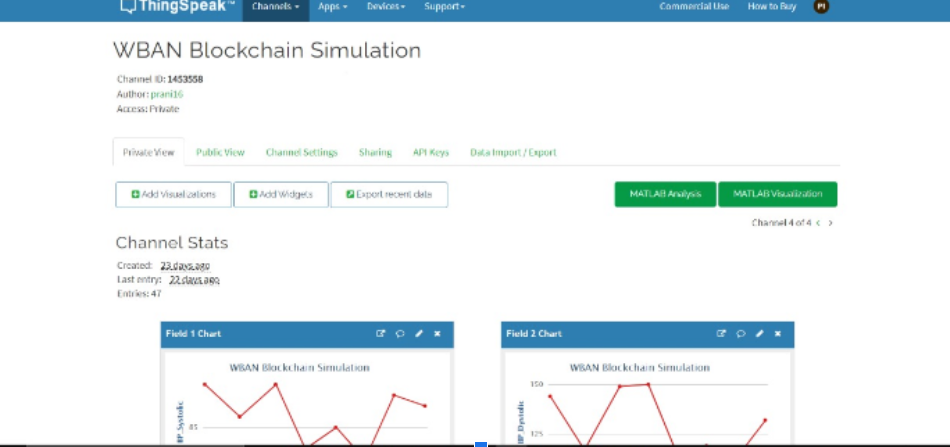 ThingSpeak™ Channels Apps Devices Support Commercial Use How to Buy PI
WBAN Blockchain Simulation
Channel ID: 1453558
Author: prani16
Access: Private
Private View Public View Channel Settings Sharing API Keys Data Import / Export
Add Visualizations Add Widgets Export recent data MATLAB Analysis MATLAB Visualization
Channel 4 of 4 < >
Channel Stats
Created: 23 days ago
Last entry: 22 days ago
Entries: 47
Field 1 Chart
WBAN Blockchain Simulation
BP_Systolic
85
Field 2 Chart
WBAN Blockchain Simulation
150
BP_Dystolic
125